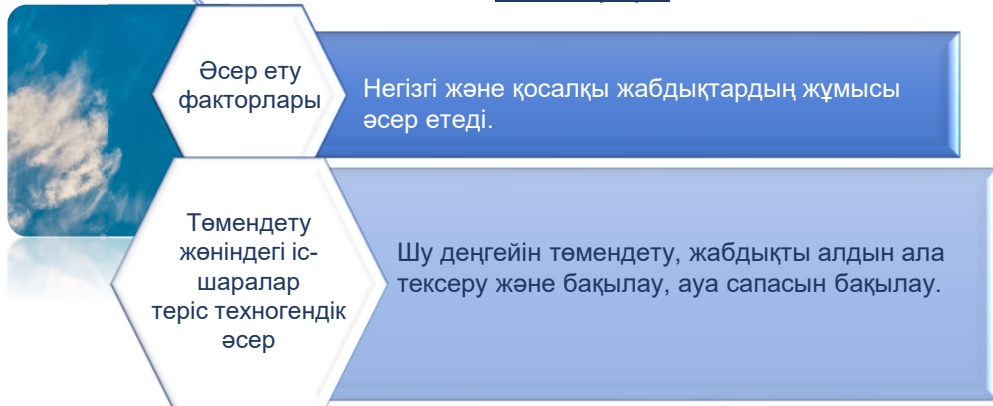 Әсер ету
факторлары
Негізгі және қосалқы жабдықтардың жұмысы
әсер етеді.
Төмендету
жөніндегі іс-
шаралар
теріс техногендік
әсер
Шу деңгейін төмендету, жабдықты алдын ала
тексеру және бақылау, ауа сапасын бақылау.